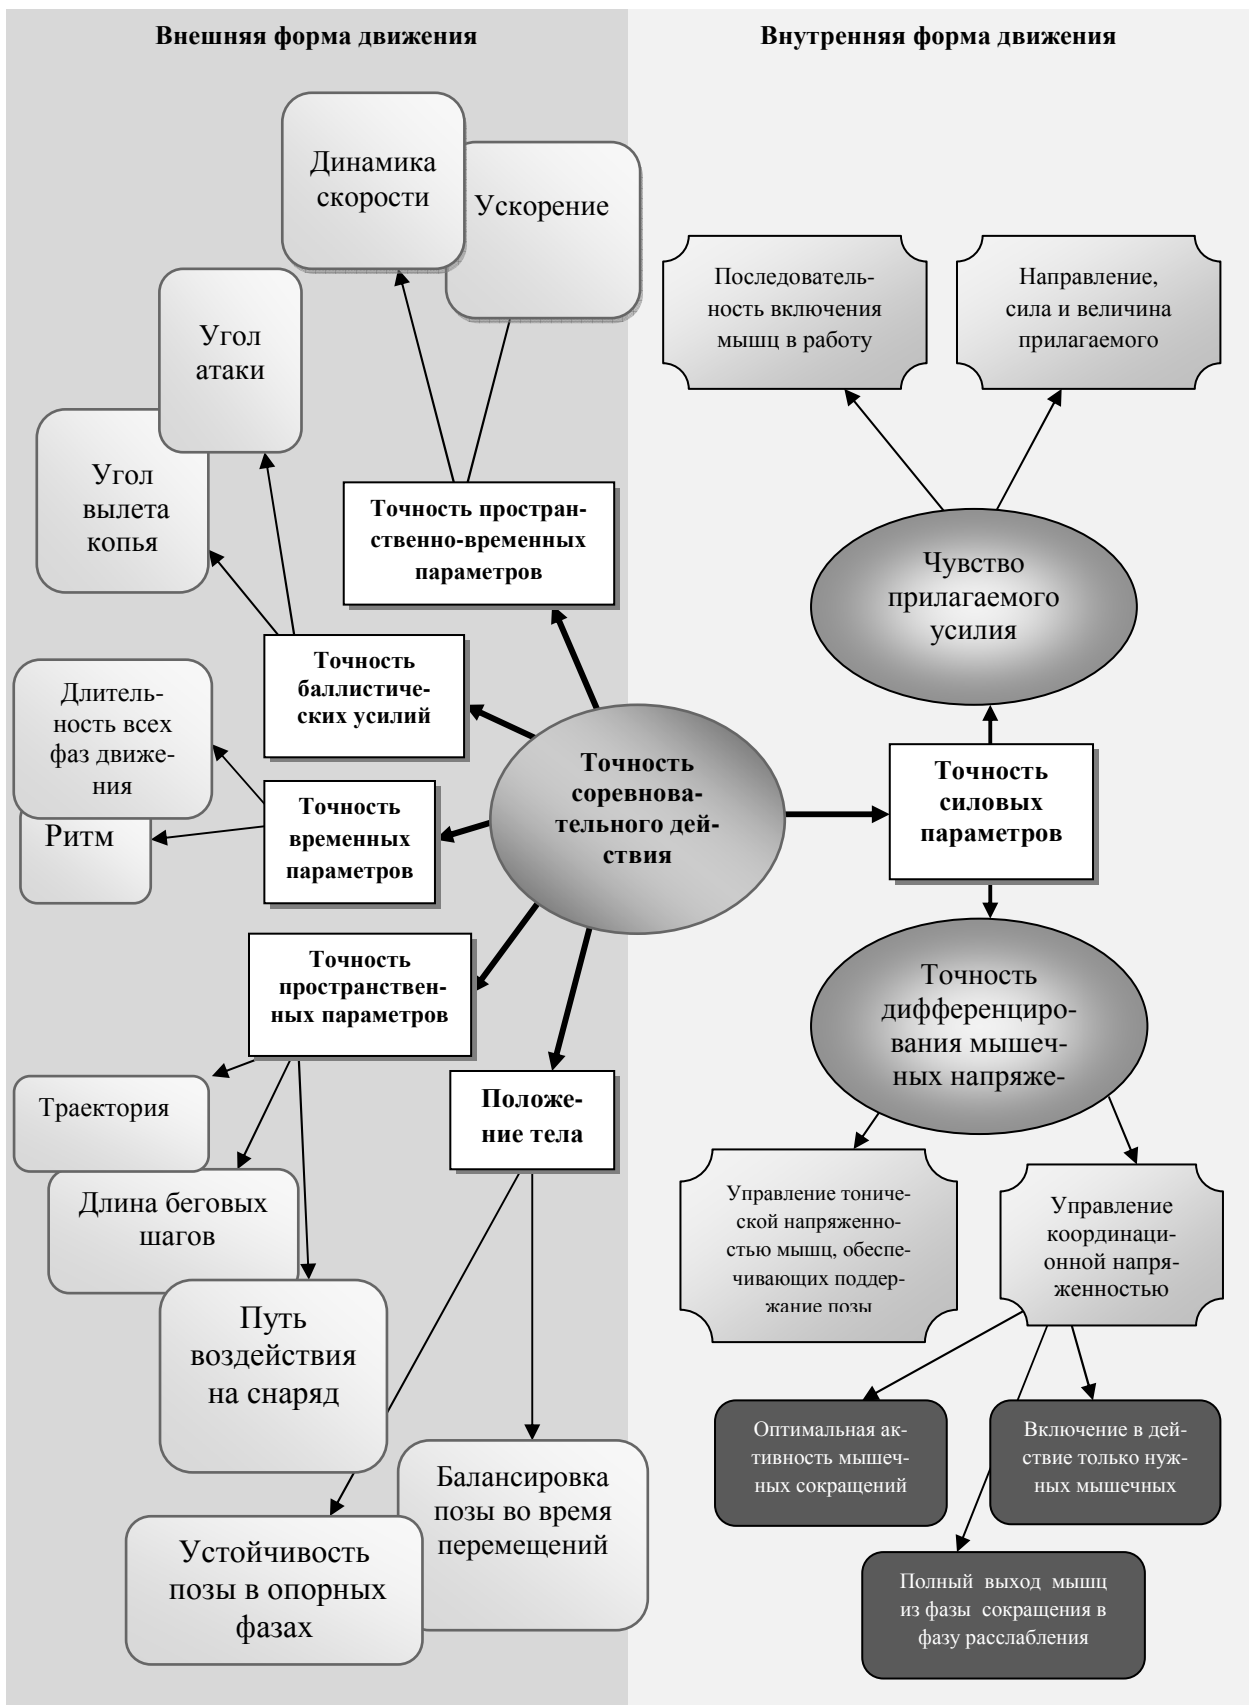 Внешняя форма движения
Внутренняя форма движения
Динамика
скорости
Ускорение
Угол
атаки
Угол
вылета
копья
Точность простран-
ственно-временных
параметров
Точность
баллистиче-
ских усилий
Длитель-
ность всех
фаз движе-
ния
Ритм
Точность
временных
параметров
Точность
соревнова-
тельного дей-
ствия
Точность
пространствен-
ных параметров
Траектория
Длина беговых
шагов
Путь
воздействия
на снаряд
Положе-
ние тела
Балансировка
позы во время
перемещений
Устойчивость
позы в опорных
фазах
Последователь-
ность включения
мышц в работу
Направление,
сила и величина
прилагаемого
Чувство
прилагаемого
усилия
Точность
силовых
параметров
Точность
дифференциро-
вания мышеч-
ных напряже-
Управление тониче-
ской напряженно-
стью мышц, обеспе-
чивающих поддер-
жание позы
Управление
координаци-
онной напря-
женностью
Оптимальная ак-
тивность мышеч-
ных сокращений
Включение в дей-
ствие только нуж-
ных мышечных
Полный выход мышц
из фазы сокращения в
фазу расслабления